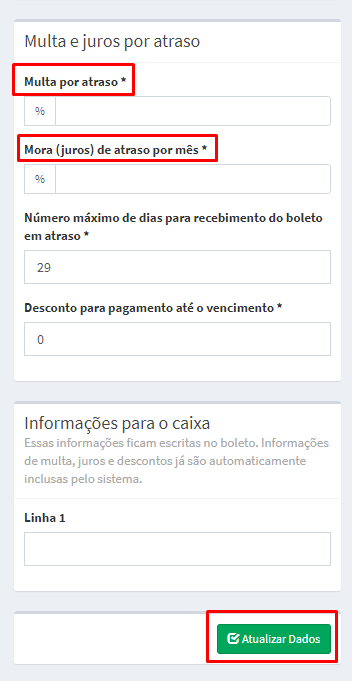 Multa e juros por atraso
Multa por atraso *
%
Mora (juros) de atraso por mês *
%
Número máximo de dias para recebimento do boleto
em atraso *
29
Desconto para pagamento até o vencimento *
0
Informações para o caixa
Essas informações ficam escritas no boleto. Informações
de multa, juros e descontos já são automaticamente
inclusas pelo sistema.
Linha 1
Atualizar Dados